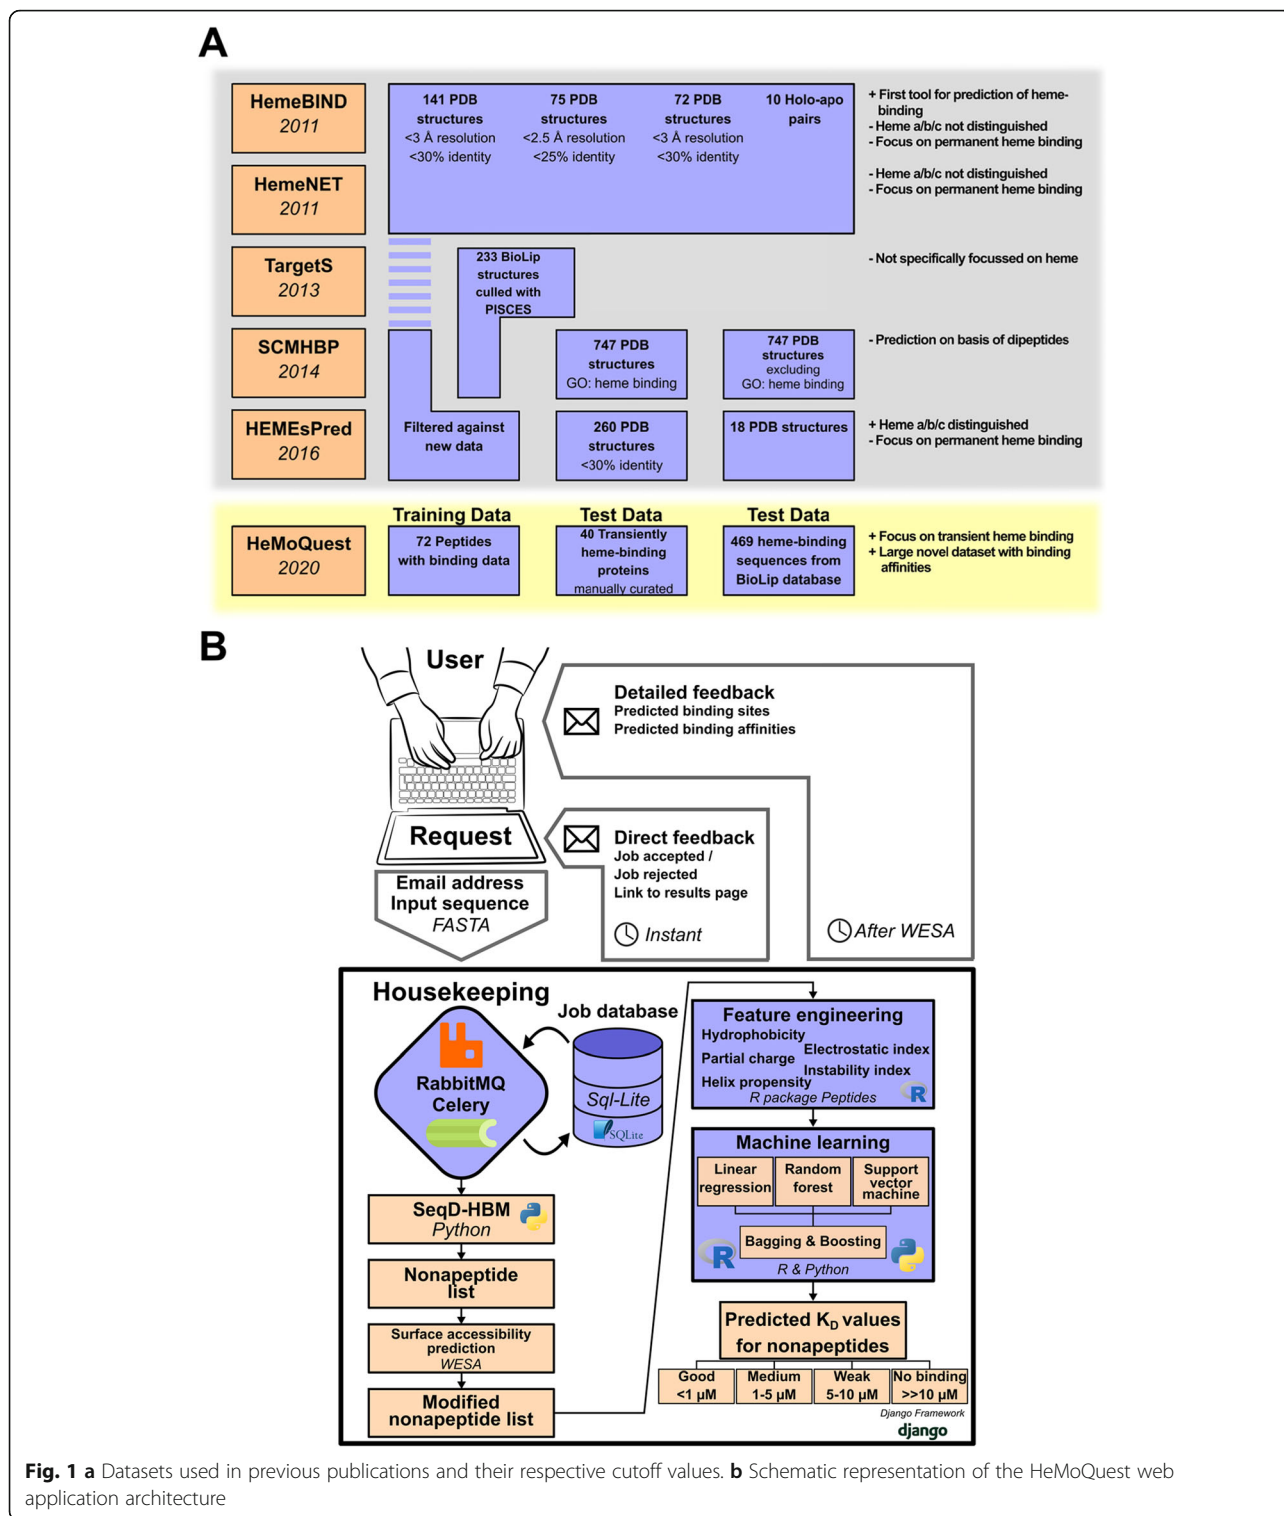 A
HemeBIND
2011
141 PDB
structures
<3 Å resolution
<30% identity
75 PDB
structures
<2.5 Å resolution
<25% identity
72 PDB
structures
<3 Å resolution
<30% identity
10 Holo-apo
pairs
+ First tool for prediction of heme-
binding
- Heme a/b/c not distinguished
- Focus on permanent heme binding
HemeNET
2011
- Heme a/b/c not distinguished
- Focus on permanent heme binding
TargetS
2013
233 BioLip
structures
culled with
PISCES
- Not specifically focussed on heme
SCMHBP
2014
747 PDB
structures
GO: heme binding
747 PDB
structures
excluding
GO: heme binding
- Prediction on basis of dipeptides
HEMEsPred
2016
Filtered against
new data
260 PDB
structures
<30% identity
18 PDB structures
+ Heme a/b/c distinguished
- Focus on permanent heme binding
Training Data
Test Data
Test Data
HeMoQuest
2020
72 Peptides
with binding data
40 Transiently
heme-binding
proteins
manually curated
469 heme-binding
sequences from
BioLip database
+ Focus on transient heme binding
+ Large novel dataset with binding
affinities
B
User
Detailed feedback
Predicted binding sites
Predicted binding affinities
Request
Direct feedback
Job accepted /
Job rejected
Link to results page
Instant
After WESA
Email address
Input sequence
FASTA
Housekeeping
Job database
RabbitMQ
Celery
Sql-Lite
SQLite
SeqD-HBM
Python
Nonapeptide
list
Surface accessibility
prediction
WESA
Modified
nonapeptide list
Feature engineering
Hydrophobicity
Electrostatic index
Partial charge
Instability index
Helix propensity
R package Peptides
R
Machine learning
Linear
regression
Random
forest
Support
vector
machine
Bagging & Boosting
R
R & Python
Predicted K_D values
for nonapeptides
Good
<1 μM
Medium
1-5 μM
Weak
5-10 μM
No binding
>>10 μM
Django Framework
django
Fig. 1 a Datasets used in previous publications and their respective cutoff values. b Schematic representation of the HeMoQuest web
application architecture